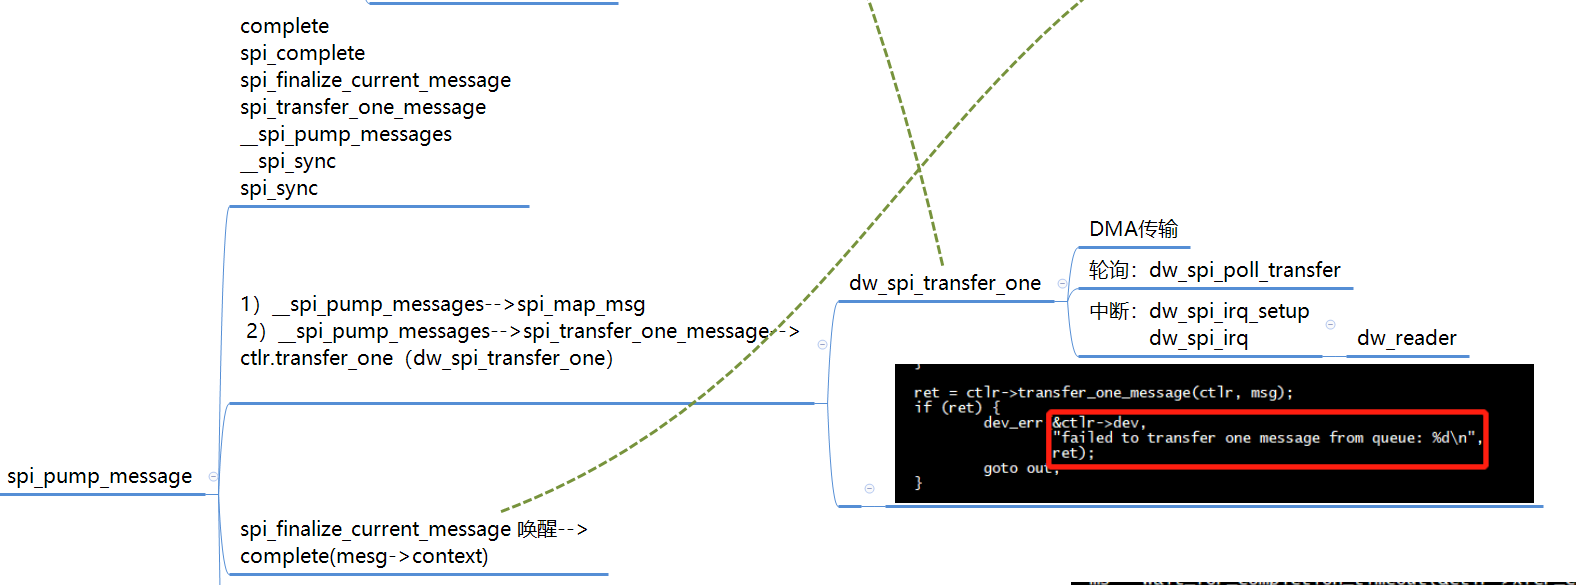 complete
spi_complete
spi_finalize_current_message
spi_transfer_one_message
__spi_pump_messages
__spi_sync
spi_sync
1）__spi_pump_messages-->spi_map_msg
2）__spi_pump_messages-->spi_transfer_one_message-->
ctlr.transfer_one（dw_spi_transfer_one）
dw_spi_transfer_one
DMA传输
轮询：dw_spi_poll_transfer
中断：dw_spi_irq_setup
dw_spi_irq
dw_reader
ret = ctlr->transfer_one_message(ctlr, msg);
if (ret) {
dev_err &ctlr->dev,
"failed to transfer one message from queue: %d\n",
ret);
goto out;
}
spi_pump_message
spi_finalize_current_message 唤醒-->
complete(mesg->context)